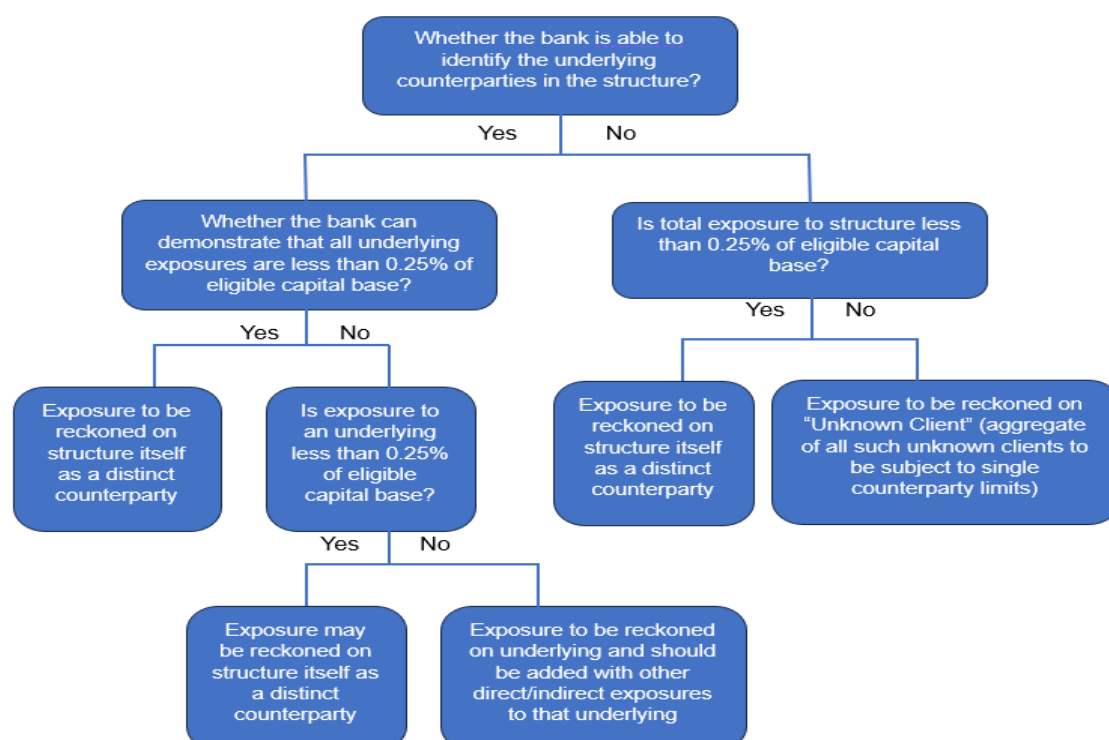 Whether the bank is able to
identify the underlying
counterparties in the structure?
Yes
No
Whether the bank can
demonstrate that all underlying
exposures are less than 0.25% of
eligible capital base?
Is total exposure to structure less
than 0.25% of eligible capital
base?
Yes
No
Yes
No
Exposure to be
reckoned on
structure itself
as a distinct
counterparty
Is exposure to
an underlying
less than 0.25%
of eligible
capital base?
Exposure to be
reckoned on
structure itself
as a distinct
counterparty
Exposure to be reckoned on
“Unknown Client” (aggregate
of all such unknown clients to
be subject to single
counterparty limits)
Yes
No
Exposure may
be reckoned on
structure itself as
a distinct
counterparty
Exposure to be reckoned
on underlying and should
be added with other
direct/indirect exposures
to that underlying